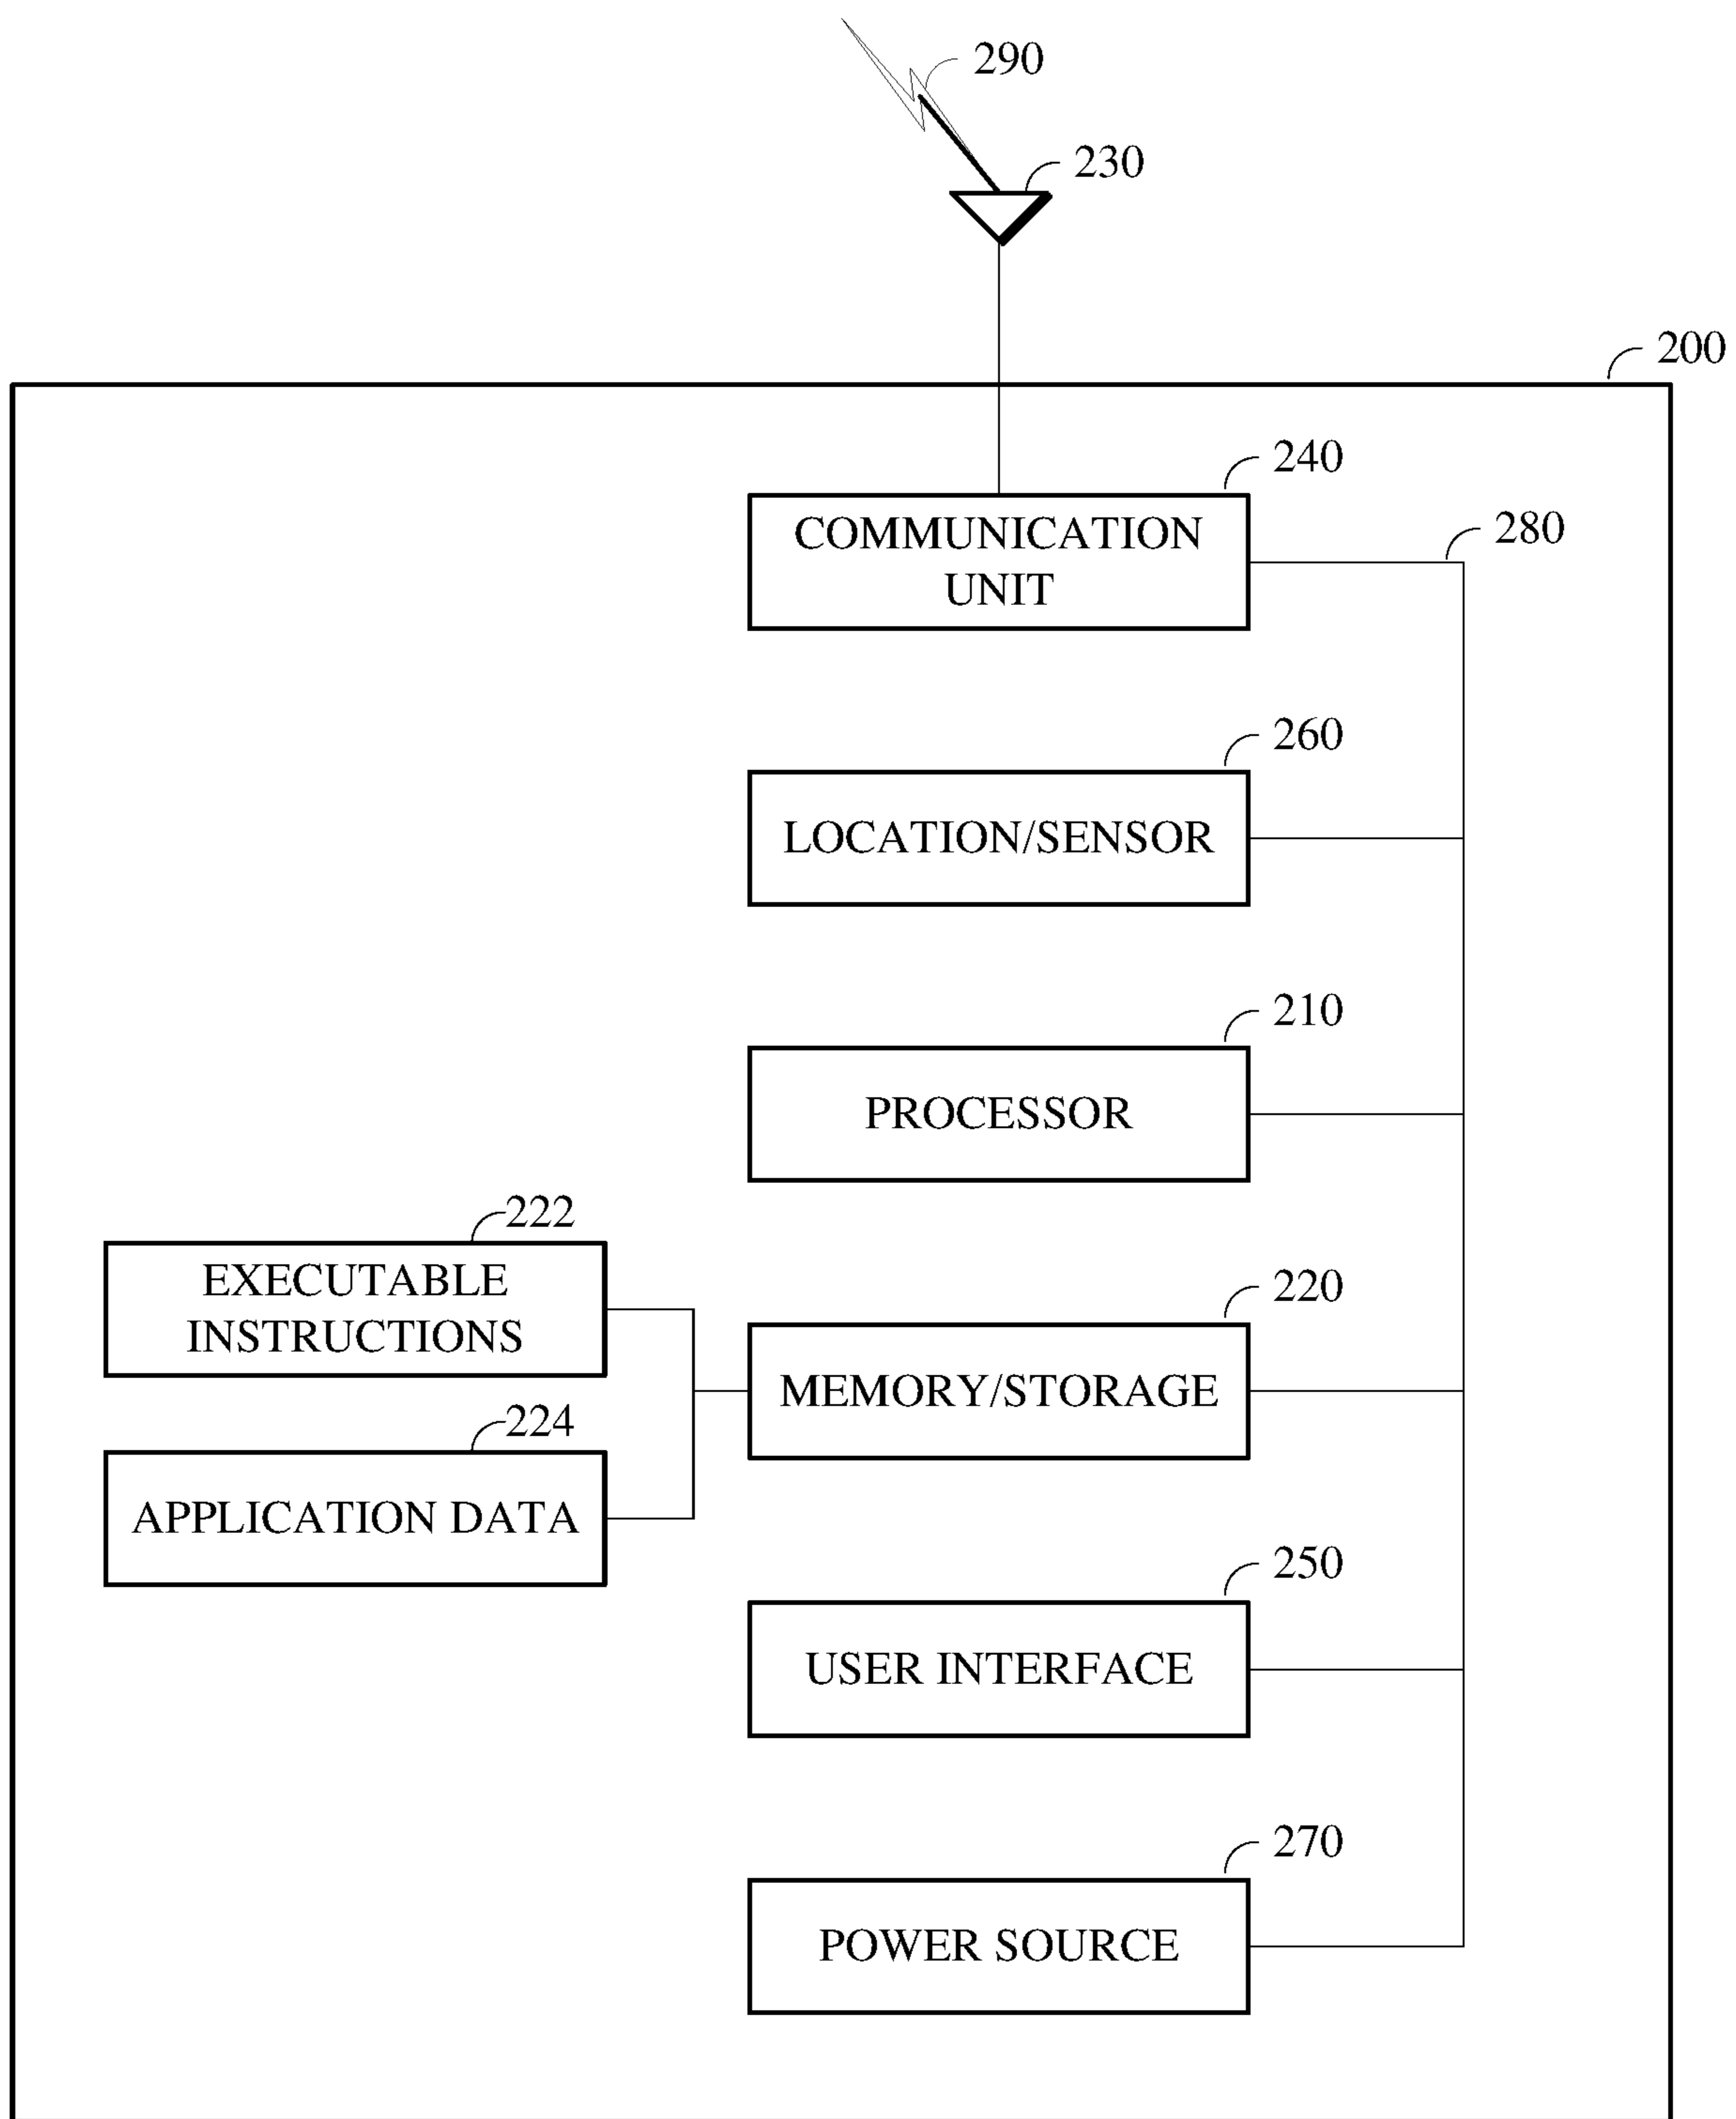 290
230
200
240
COMMUNICATION
UNIT
280
260
LOCATION/SENSOR
210
PROCESSOR
222
EXECUTABLE
INSTRUCTIONS
220
MEMORY/STORAGE
224
APPLICATION DATA
250
USER INTERFACE
270
POWER SOURCE